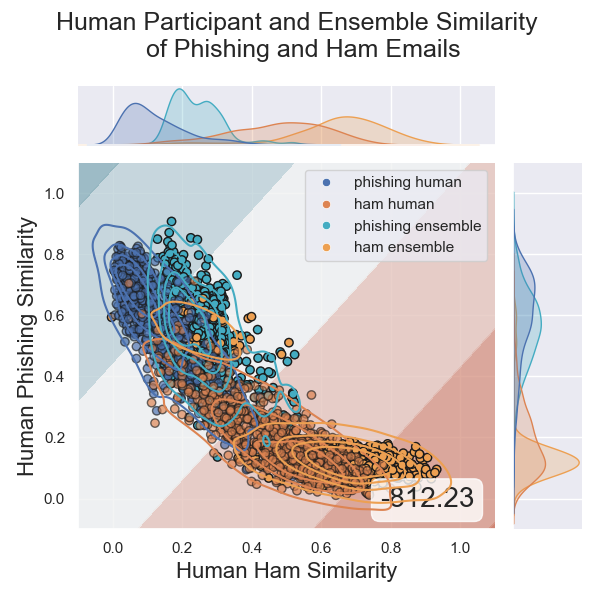 Human Participant and Ensemble Similarity
of Phishing and Ham Emails
phishing human
ham human
phishing ensemble
ham ensemble
Human Phishing Similarity
1.0
0.8
0.6
0.4
0.2
0.0
-812.23
0.0 0.2 0.4 0.6 0.8 1.0
Human Ham Similarity